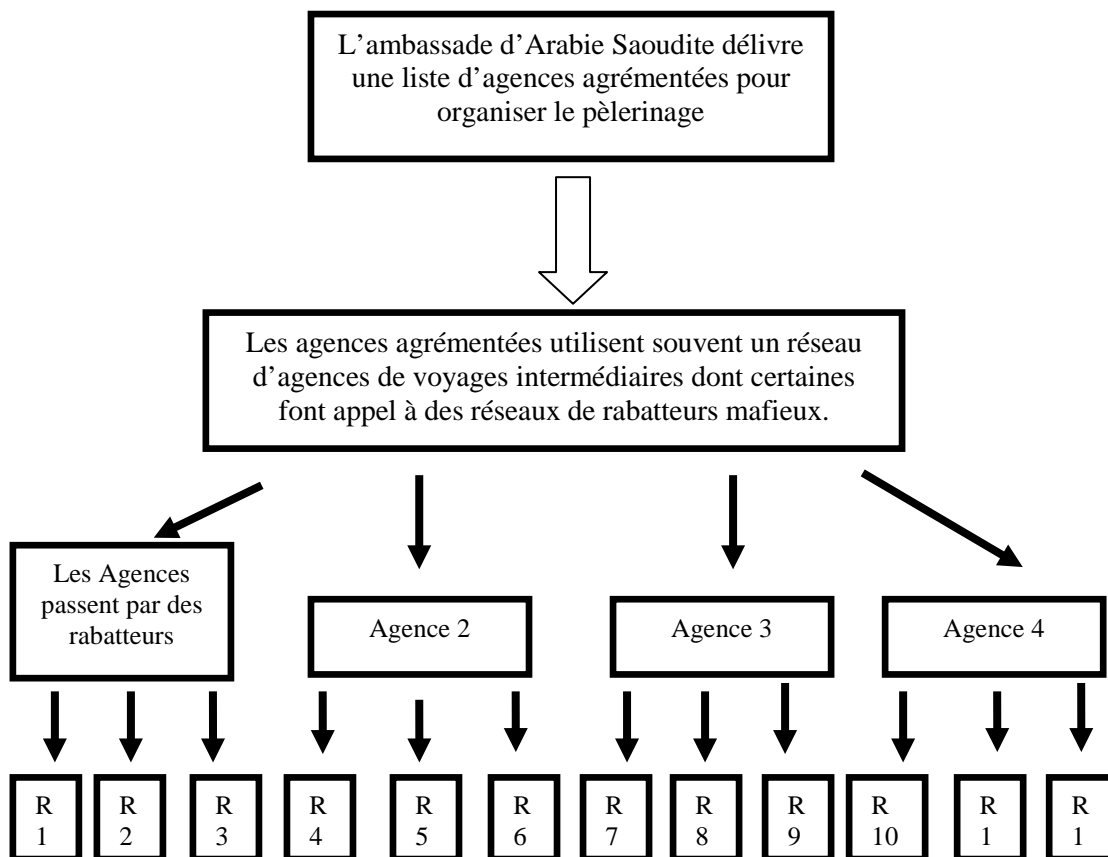 L'ambassade d'Arabie Saoudite délivre
une liste d'agences agrémentées pour
organiser le pèlerinage
Les agences agrémentées utilisent souvent un réseau
d'agences de voyages intermédiaires dont certaines
font appel à des réseaux de rabatteurs mafieux.
Les Agences
passent par des
rabatteurs
Agence 2
Agence 3
Agence 4
R
1
R
2
R
3
R
4
R
5
R
6
R
7
R
8
R
9
R
10
R
1
R
1